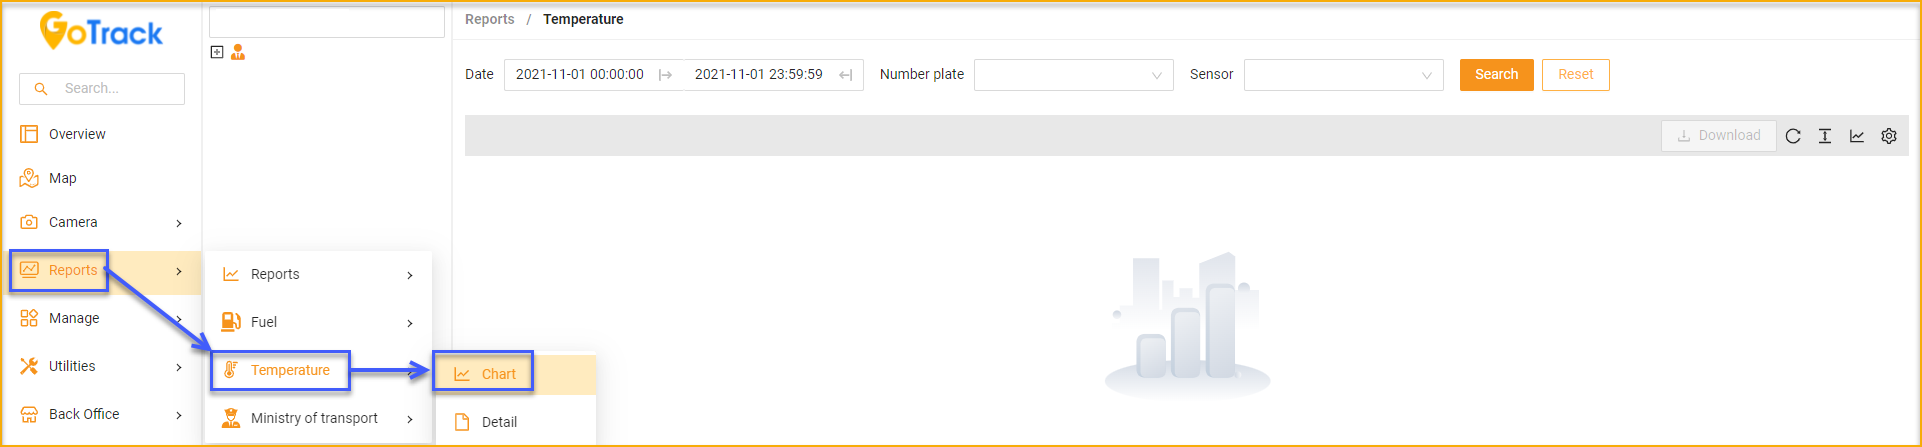 GoTrack
Search...
Overview
Map
Camera
Reports
Manage
Utilities
Back Office
Reports
Fuel
Temperature
Ministry of transport
Chart
Detail
Reports / Temperature
Date 2021-11-01 00:00:00 2021-11-01 23:59:59 Number plate Sensor Search Reset
Download